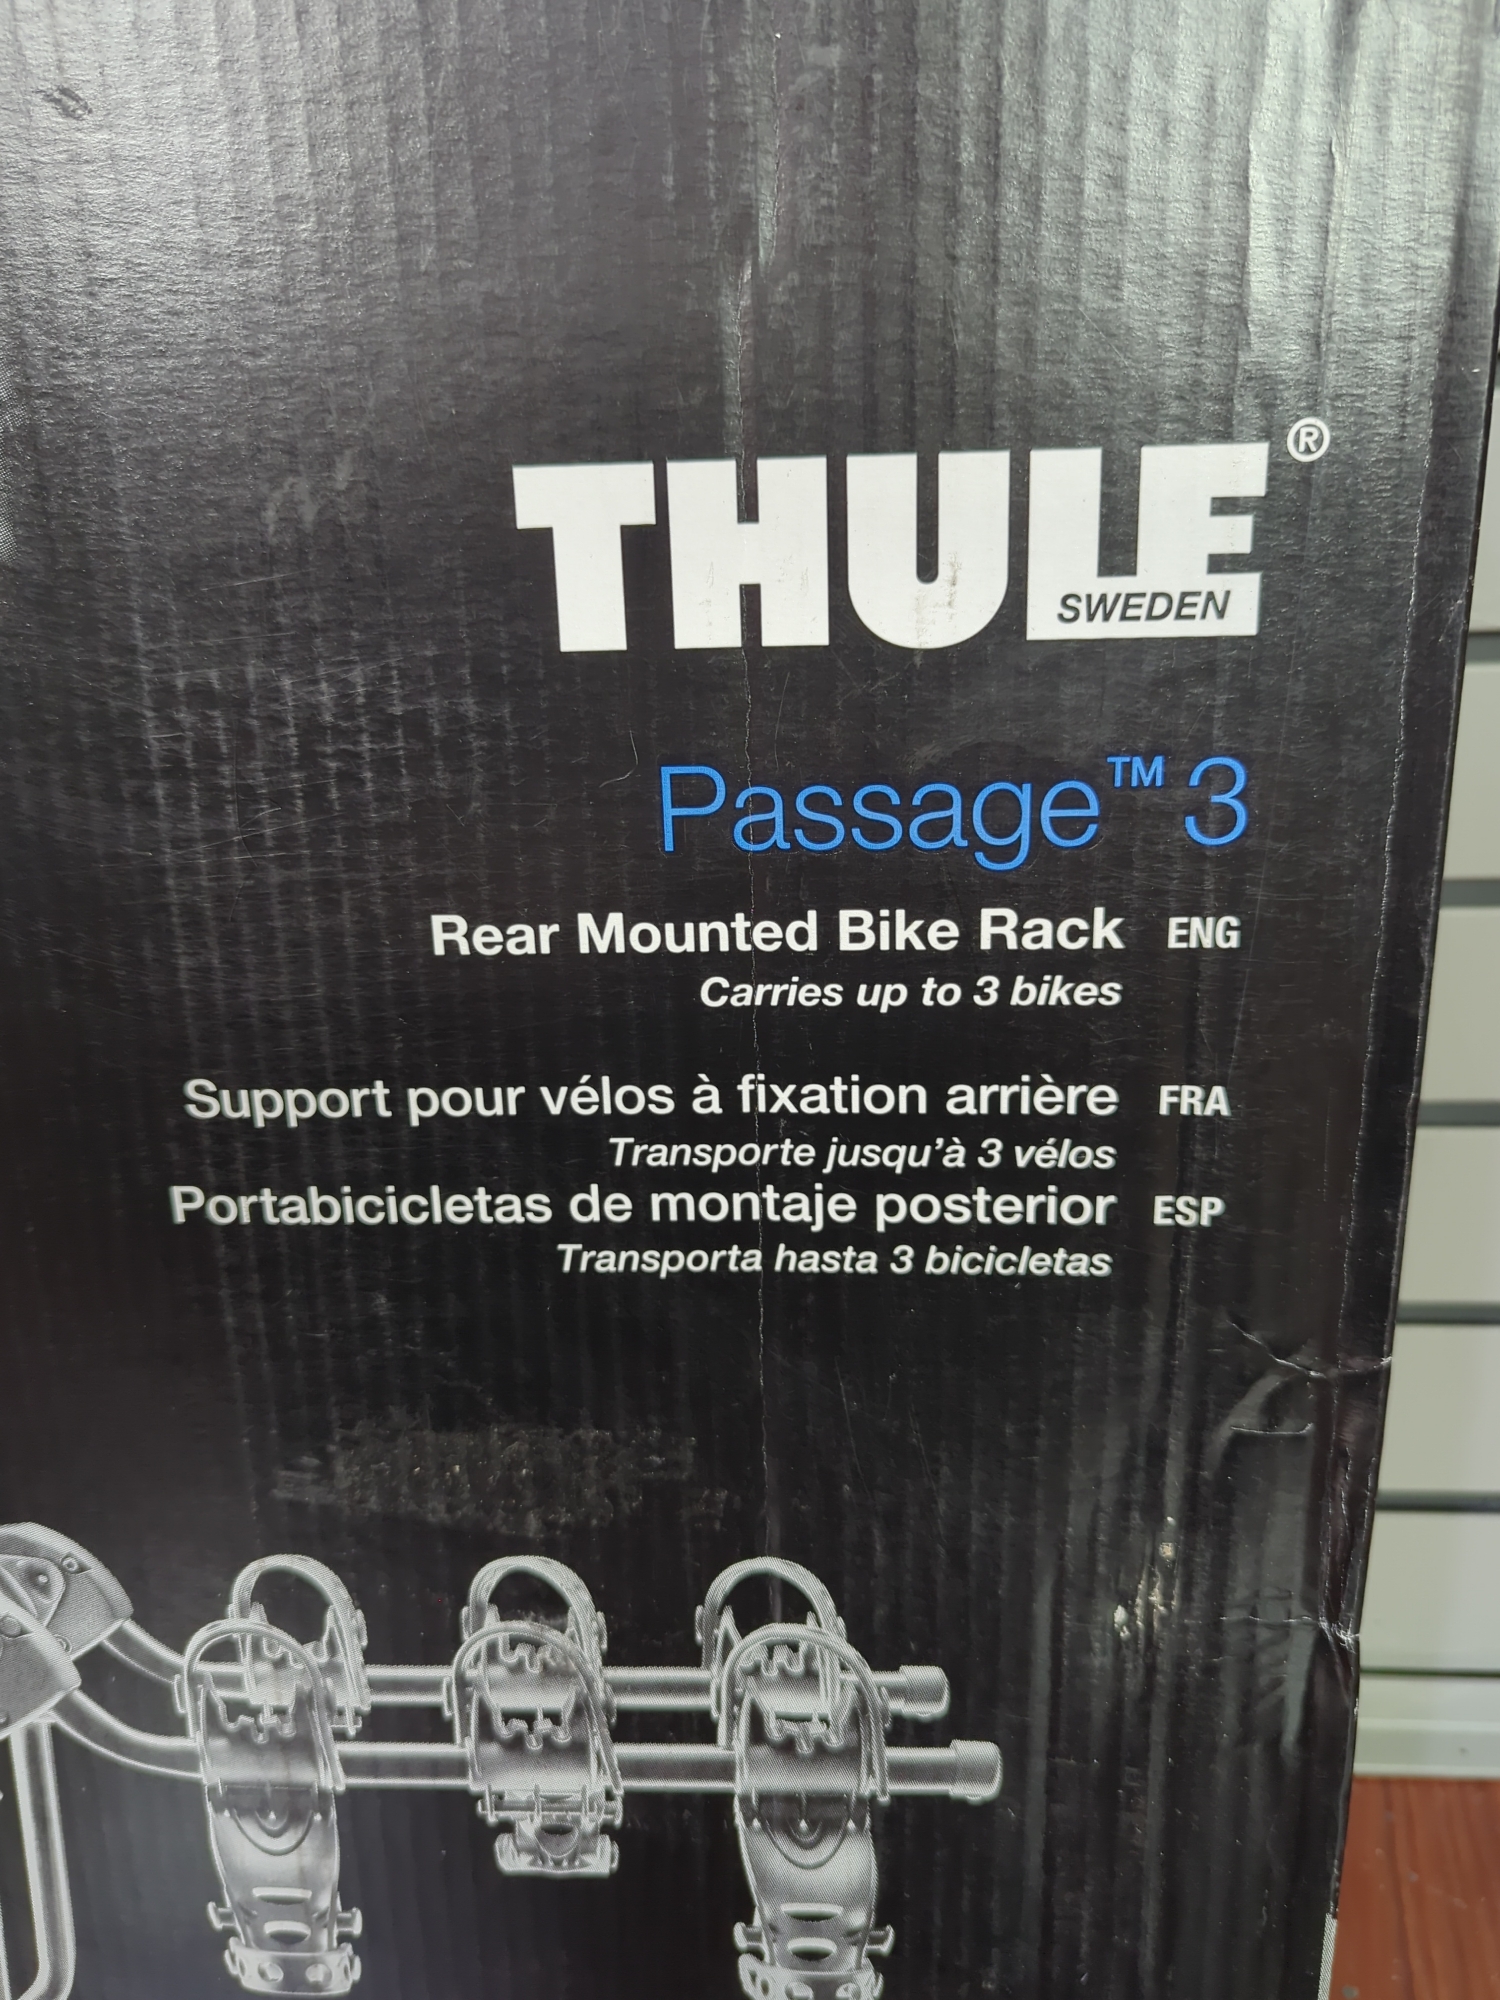 THULE®
SWEDEN
Passage™ 3
Rear Mounted Bike Rack ENG
Carries up to 3 bikes
Support pour vélos à fixation arrière FRA
Transporte jusqu'à 3 vélos
Portabicicletas de montaje posterior ESP
Transporta hasta 3 bicicletas